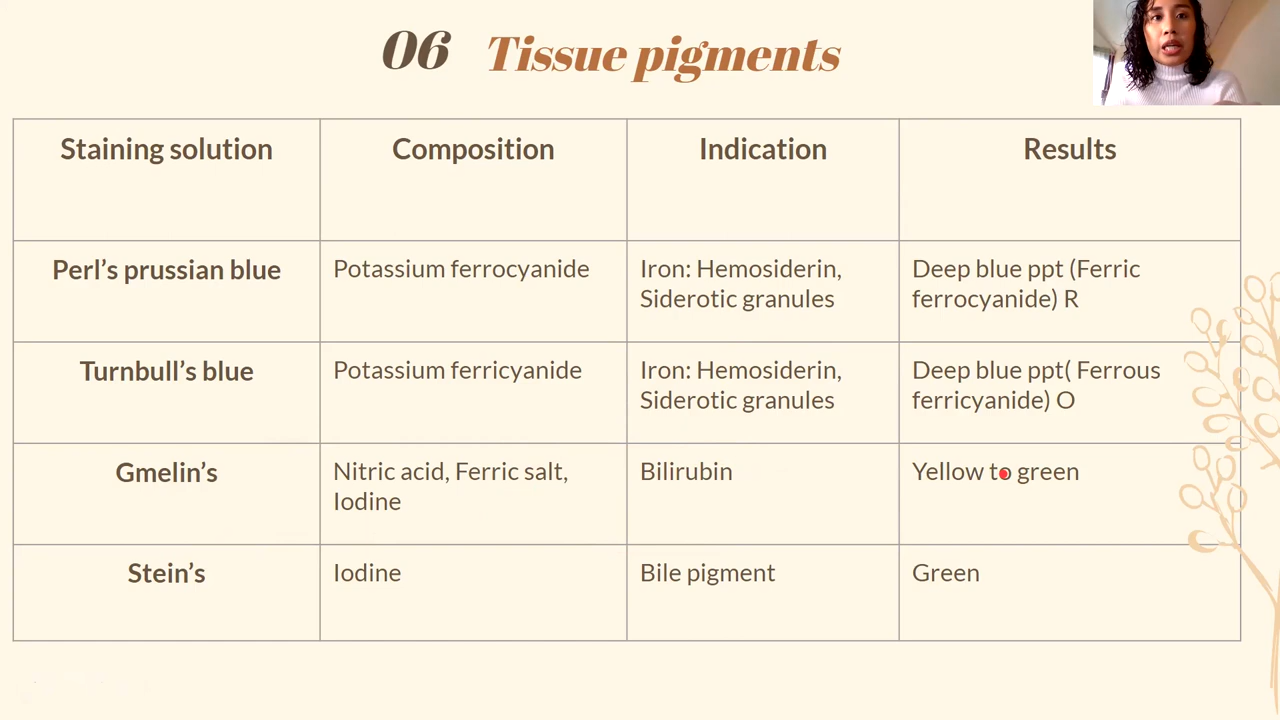 06 Tissue pigments
Staining solution
Composition
Indication
Results
Perl’s prussian blue
Potassium ferrocyanide
Iron: Hemosiderin,
Siderotic granules
Deep blue ppt (Ferric
ferrocyanide) R
Turnbull’s blue
Potassium ferricyanide
Iron: Hemosiderin,
Siderotic granules
Deep blue ppt( Ferrous
ferricyanide) O
Gmelin’s
Nitric acid, Ferric salt,
Iodine
Bilirubin
Yellow to green
Stein’s
Iodine
Bile pigment
Green